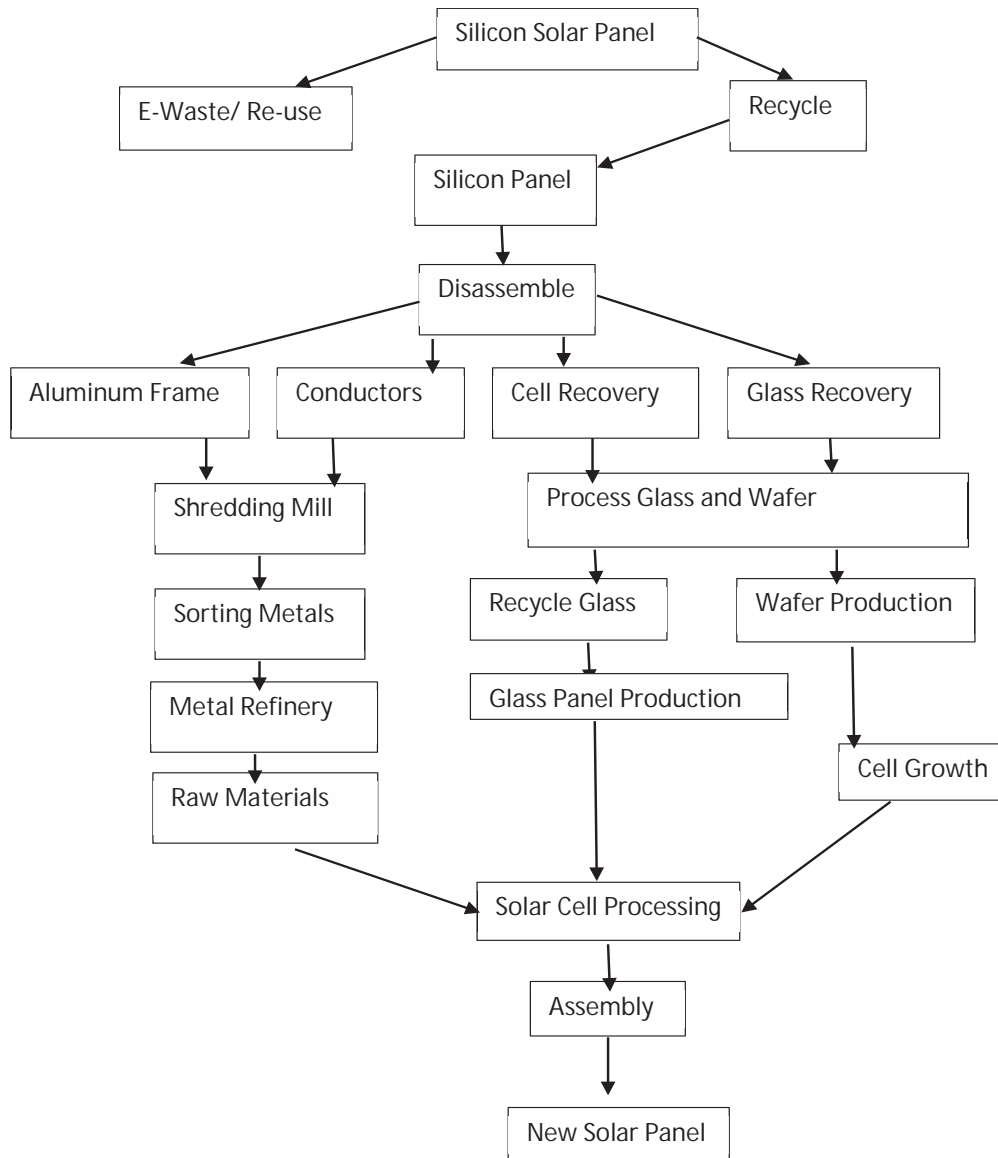 Silicon Solar Panel
E-Waste/ Re-use
Recycle
Silicon Panel
Disassemble
Aluminum Frame
Conductors
Cell Recovery
Glass Recovery
Shredding Mill
Process Glass and Wafer
Sorting Metals
Recycle Glass
Wafer Production
Metal Refinery
Glass Panel Production
Raw Materials
Cell Growth
Solar Cell Processing
Assembly
New Solar Panel